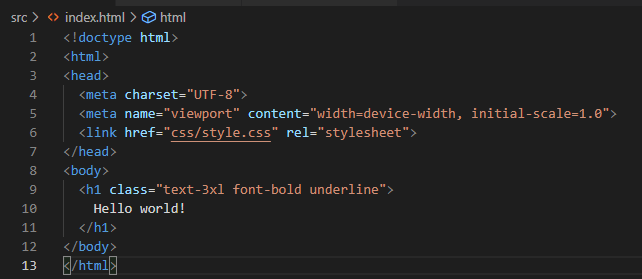 src > index.html > html
1 <!doctype html>
2 <html>
3 <head>
4   <meta charset="UTF-8">
5   <meta name="viewport" content="width=device-width, initial-scale=1.0">
6   <link href="css/style.css" rel="stylesheet">
7 </head>
8 <body>
9   <h1 class="text-3xl font-bold underline">
10     Hello world!
11   </h1>
12 </body>
13 </html>